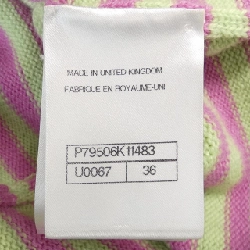 MADE IN UNITED KINGDOM
FABRIQUE EN ROYAUME-UNI
P79506K11483
U0067 36